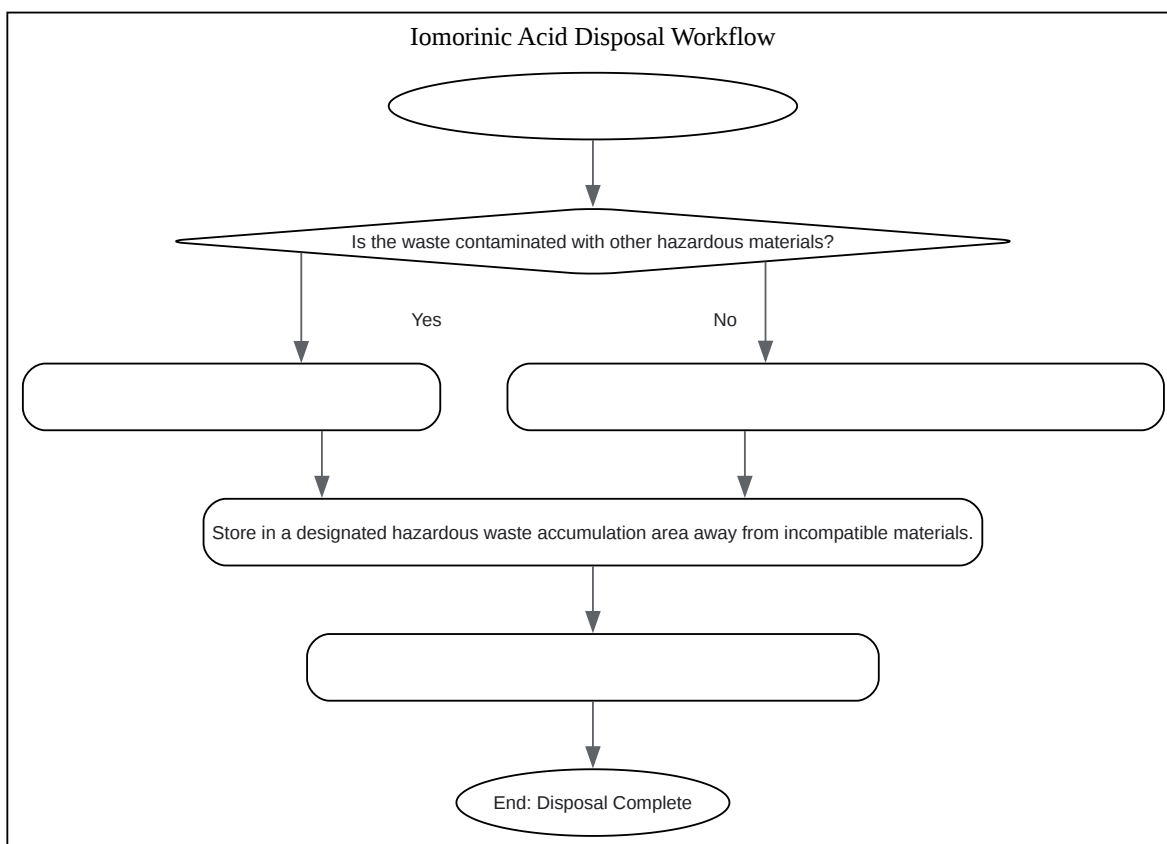 Iomorinic Acid Disposal Workflow
Is the waste contaminated with other hazardous materials?
Yes
No
Store in a designated hazardous waste accumulation area away from incompatible materials.
End: Disposal Complete